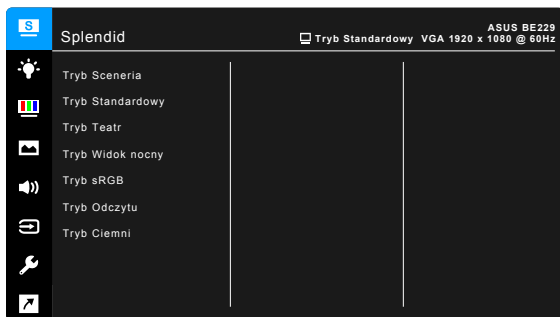 S
ASUS BE229
Splendid
Tryb Standardowy VGA 1920 x 1080 @ 60Hz
Tryb Sceneria
Tryb Standardowy
Tryb Teatr
Tryb Widok nocny
Tryb sRGB
Tryb Odczytu
Tryb Ciemni